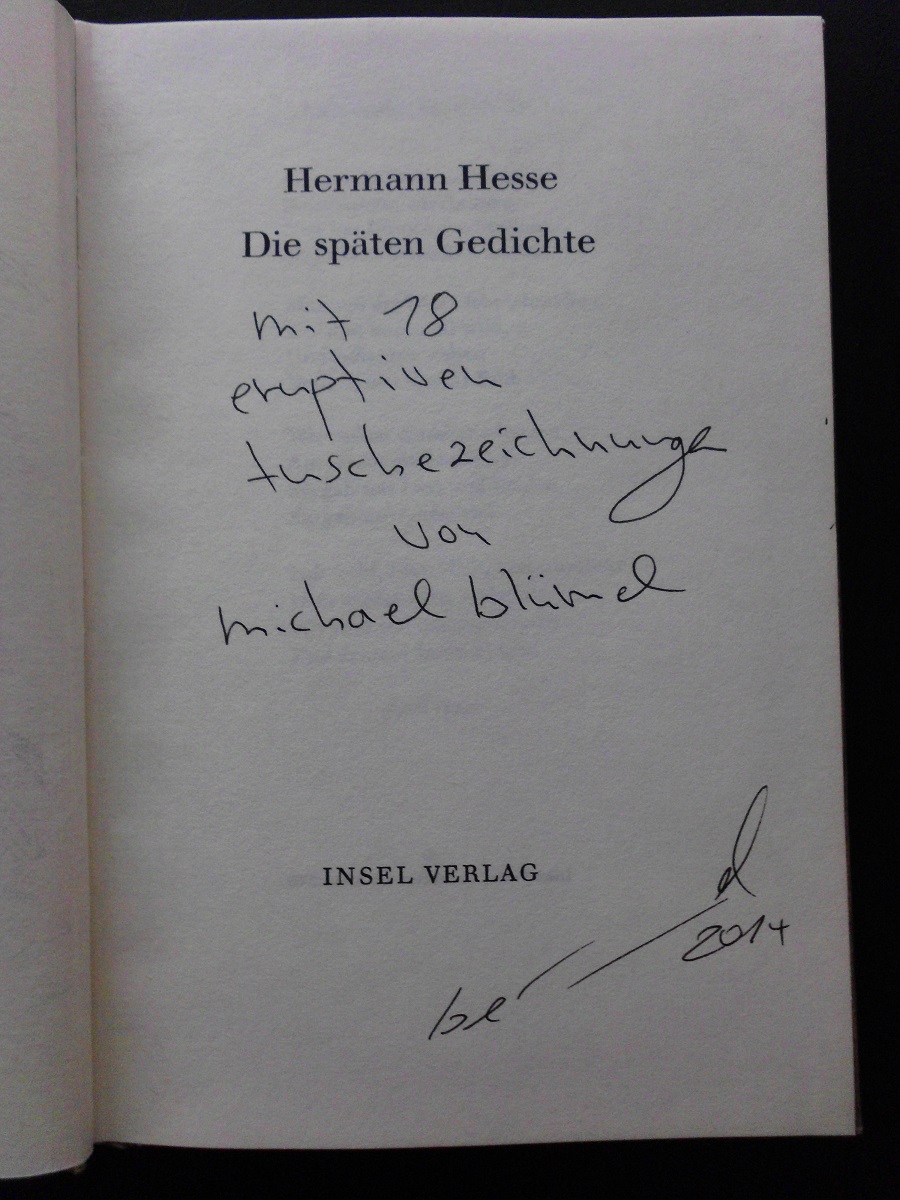 Hermann Hesse
Die späten Gedichte
mit 18
eruptiven
tuschezeichnungen
von
michael blümel
INSEL VERLAG
2014